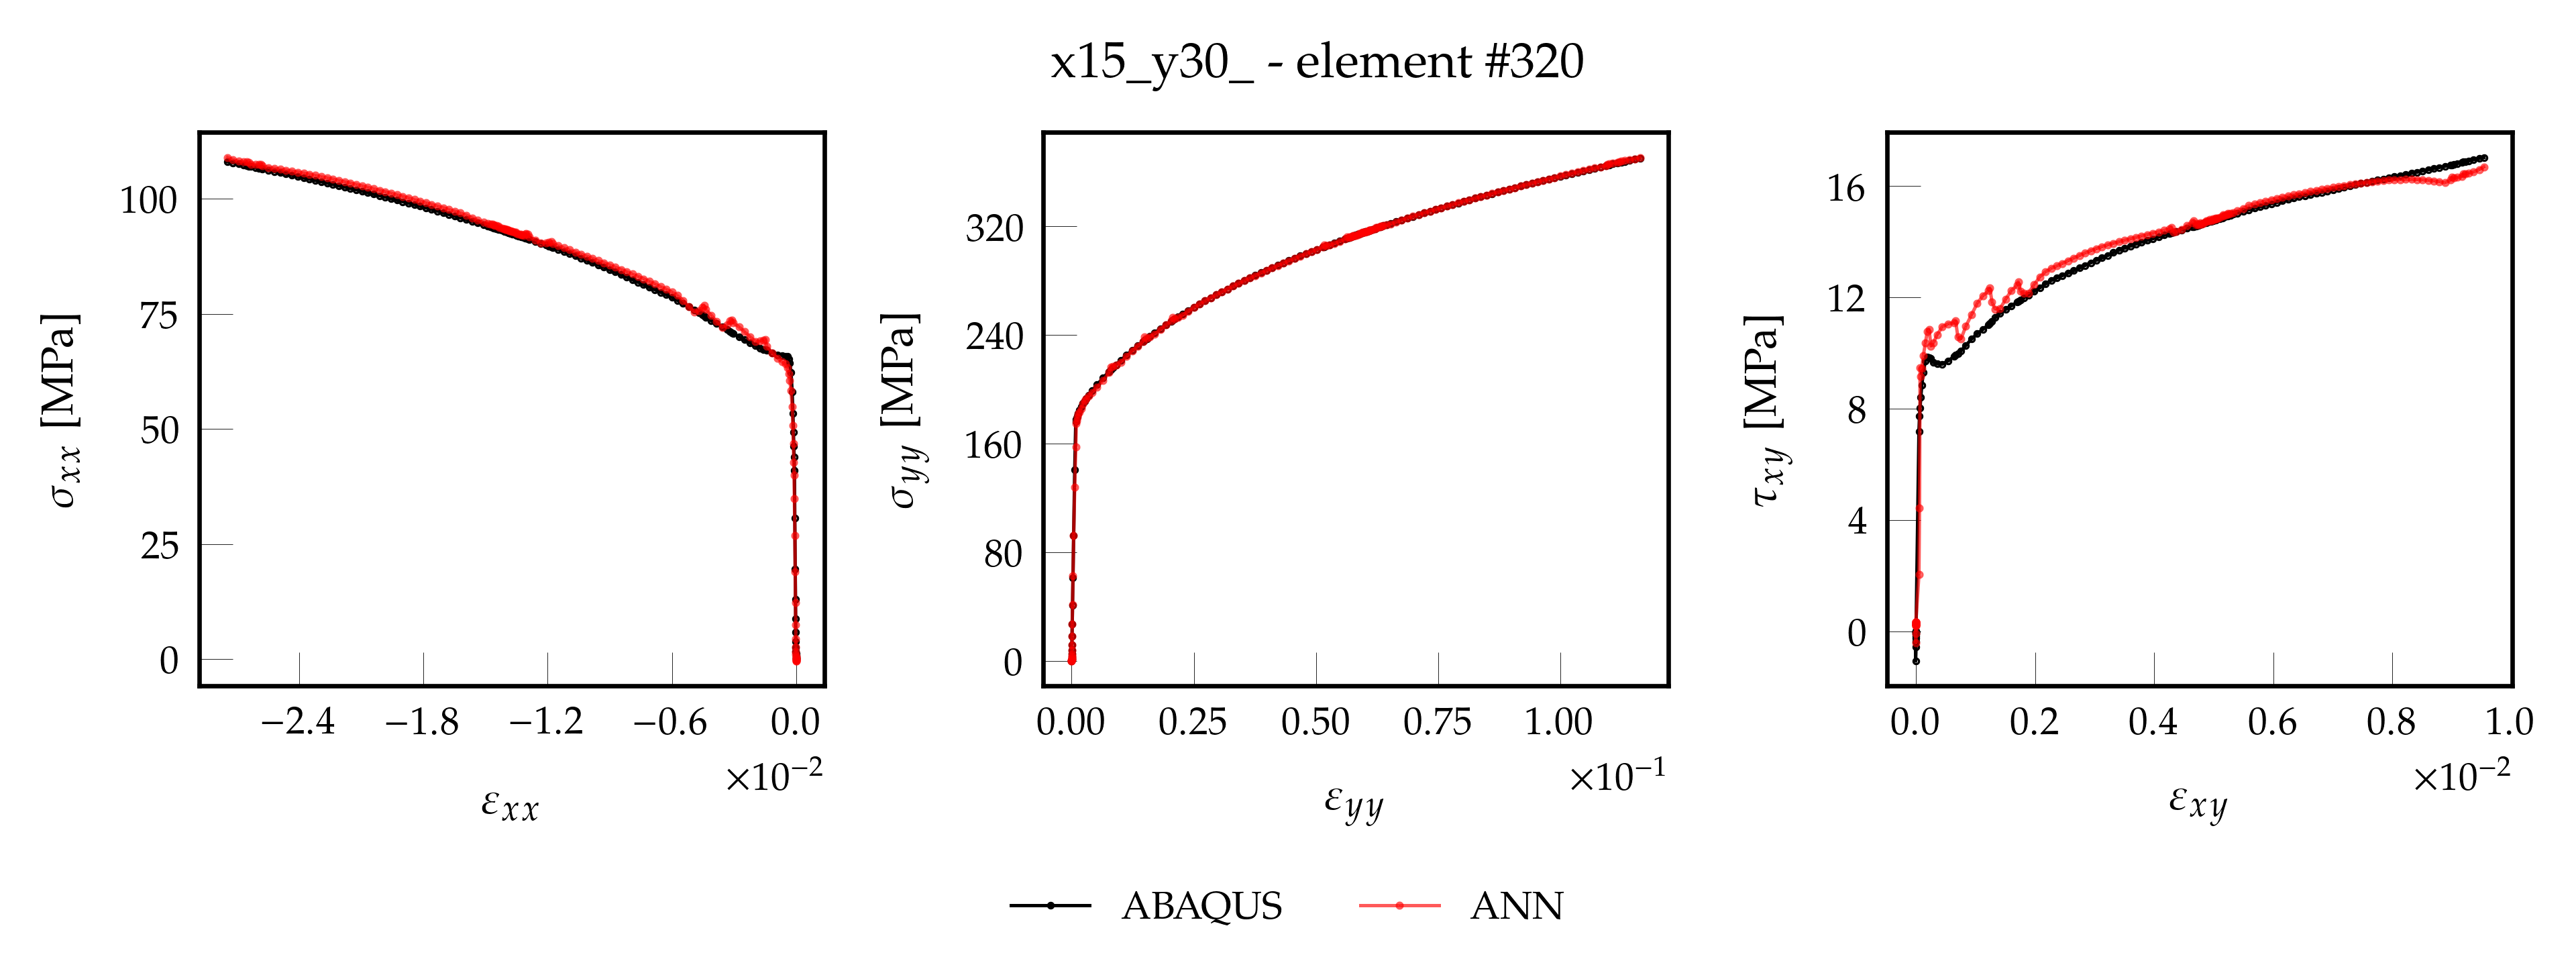 x15_y30_ - element #320
σxx [MPa]
100
75
50
25
0
−2.4 −1.8 −1.2 −0.6 0.0
×10−2
εxx
σyy [MPa]
320
240
160
80
0
0.00 0.25 0.50 0.75 1.00
×10−1
εyy
τxy [MPa]
16
12
8
4
0
0.0 0.2 0.4 0.6 0.8 1.0
×10−2
εxy
ABAQUS ANN